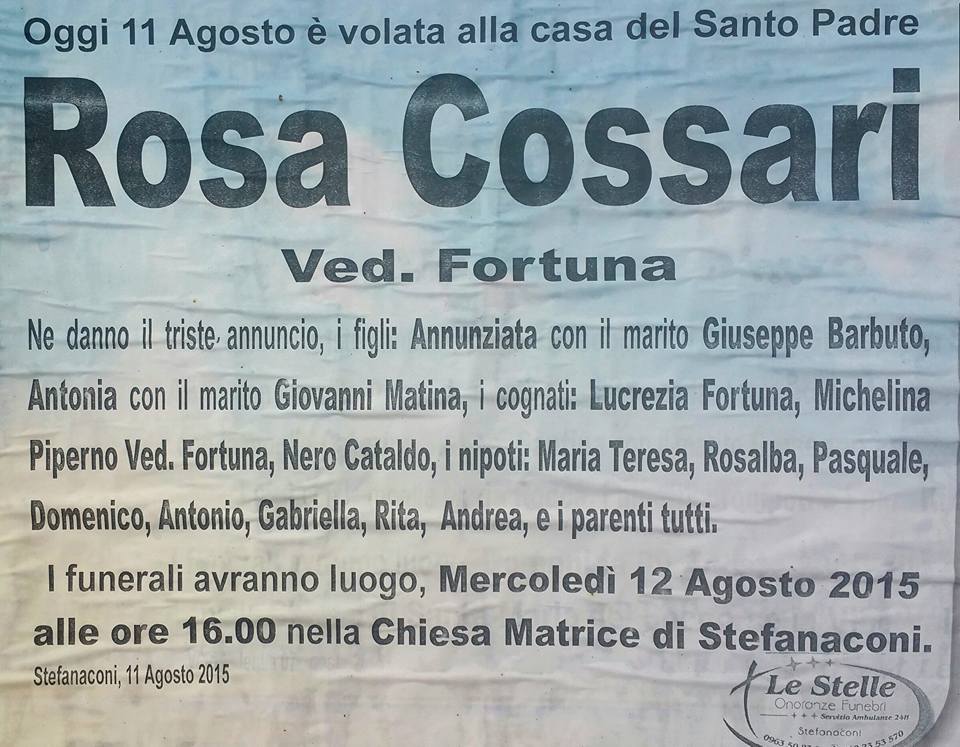 Oggi 11 Agosto è volata alla casa del Santo Padre
Rosa Cossari
Ved. Fortuna
Ne danno il triste annuncio, i figli: Annunziata con il marito Giuseppe Barbuto,
Antonia con il marito Giovanni Matina, i cognati: Lucrezia Fortuna, Michelina
Piperno Ved. Fortuna, Nero Cataldo, i nipoti: Maria Teresa, Rosalba, Pasquale,
Domenico, Antonio, Gabriella, Rita, Andrea, e i parenti tutti.
I funerali avranno luogo, Mercoledì 12 Agosto 2015
alle ore 16.00 nella Chiesa Matrice di Stefanaconi.
Stefanaconi, 11 Agosto 2015
Le Stelle
Onoranze Funebri
Servizio Ambulanze 24H
Stefanaconi
0963 53 570